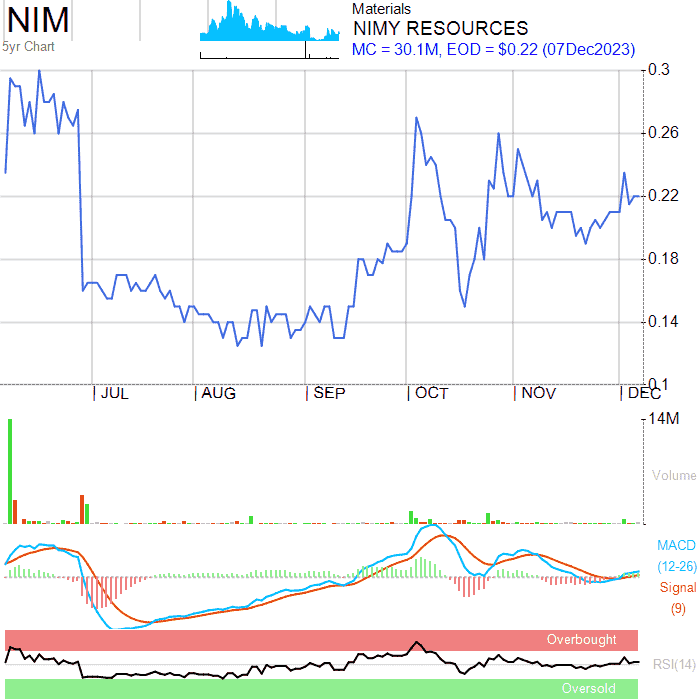 NIM
5yr Chart
Materials
NIMY RESOURCES
MC = 30.1M, EOD = $0.22 (07Dec2023)
0.3
0.26
0.22
0.18
0.14
0.1
JUL AUG SEP OCT NOV DEC
14M
Volume
MACD
(12-26)
Signal
(9)
Overbought
RSI(14)
Oversold